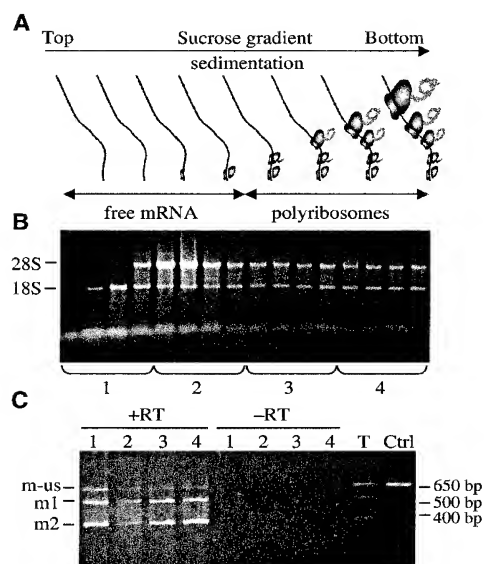 A
Top Sucrose gradient Bottom
sedimentation
free mRNA polyribosomes
B
28S
18S
1 2 3 4
C
+RT −RT
1 2 3 4 1 2 3 4 T Ctrl
m-us 650 bp
m1 500 bp
m2 400 bp